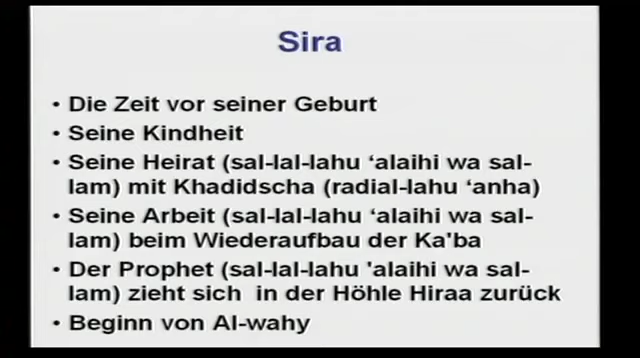 Sira
• Die Zeit vor seiner Geburt
• Seine Kindheit
• Seine Heirat (sal-lal-lahu ‘alaihi wa sal-
lam) mit Khadidscha (radial-lahu ‘anha)
• Seine Arbeit (sal-lal-lahu ‘alaihi wa sal-
lam) beim Wiederaufbau der Ka'ba
• Der Prophet (sal-lal-lahu 'alaihi wa sal-
lam) zieht sich in der Höhle Hiraa zurück
• Beginn von Al-wahy